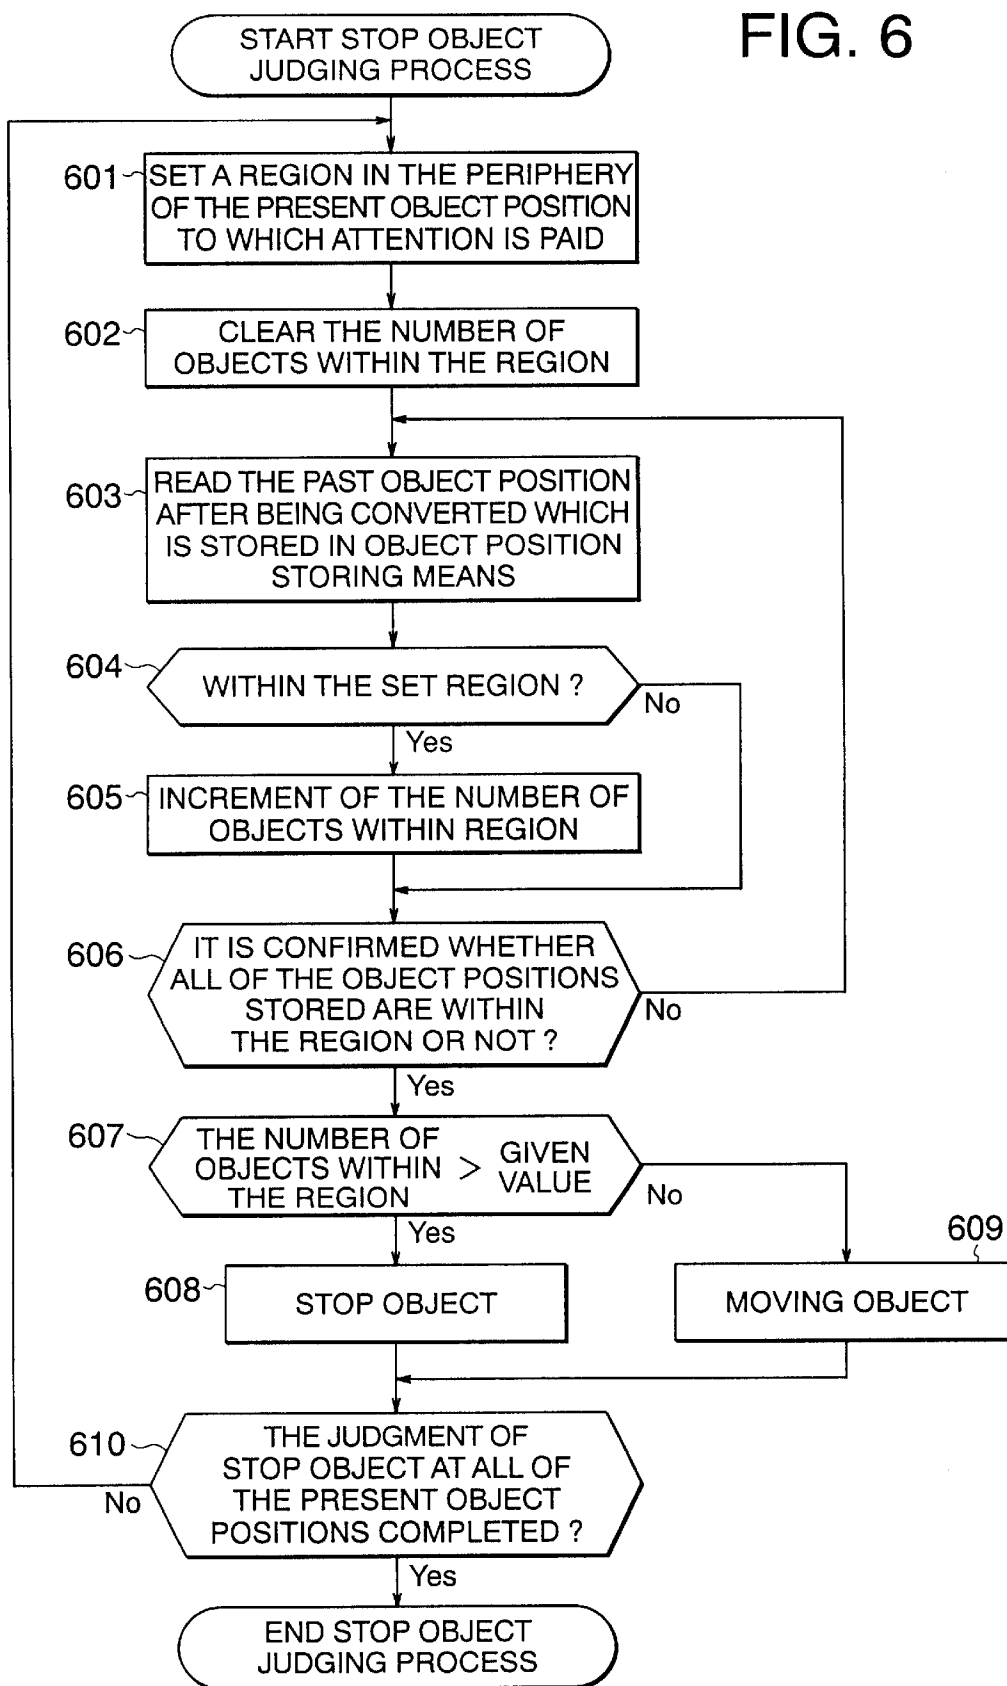 FIG. 6
START STOP OBJECT
JUDGING PROCESS
601
SET A REGION IN THE PERIPHERY
OF THE PRESENT OBJECT POSITION
TO WHICH ATTENTION IS PAID
602
CLEAR THE NUMBER OF
OBJECTS WITHIN THE REGION
603
READ THE PAST OBJECT POSITION
AFTER BEING CONVERTED WHICH
IS STORED IN OBJECT POSITION
STORING MEANS
604
WITHIN THE SET REGION ?
No
Yes
605
INCREMENT OF THE NUMBER OF
OBJECTS WITHIN REGION
606
IT IS CONFIRMED WHETHER
ALL OF THE OBJECT POSITIONS
STORED ARE WITHIN
THE REGION OR NOT ?
No
Yes
607
THE NUMBER OF
OBJECTS WITHIN
THE REGION
>
GIVEN
VALUE
No
Yes
608
STOP OBJECT
609
MOVING OBJECT
610
THE JUDGMENT OF
STOP OBJECT AT ALL OF
THE PRESENT OBJECT
POSITIONS COMPLETED ?
No
Yes
END STOP OBJECT
JUDGING PROCESS